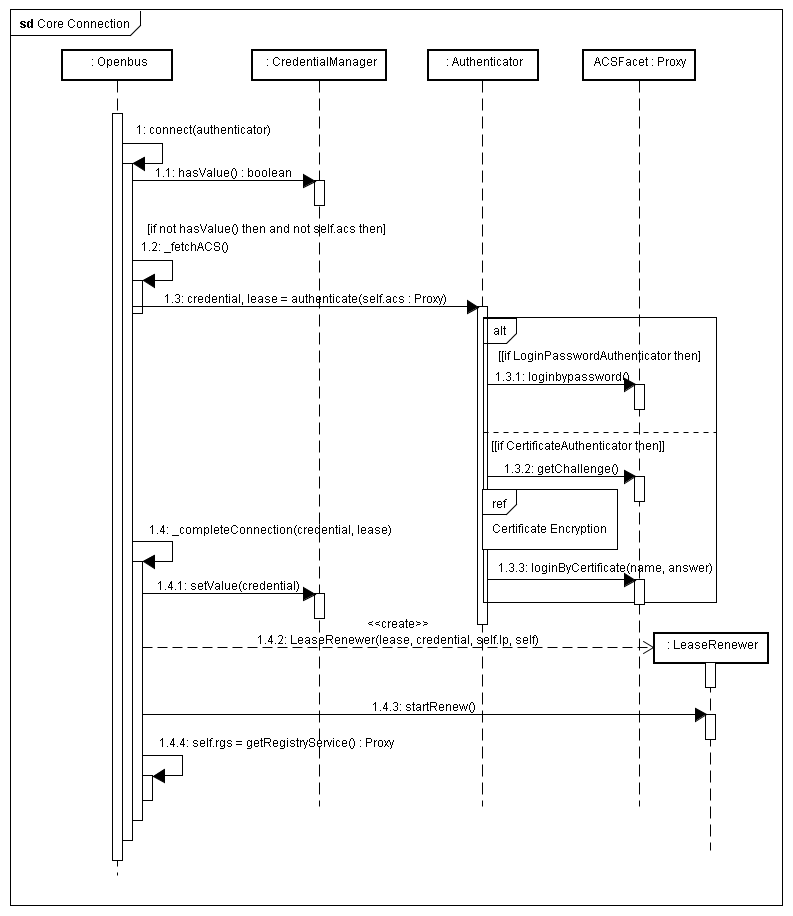 sd Core Connection
: Openbus
: CredentialManager
: Authenticator
ACSFacet : Proxy
1: connect(authenticator)
1.1: hasValue() : boolean
[if not hasValue() then and not self.acs then]
1.2: _fetchACS()
1.3: credential, lease = authenticate(self.acs : Proxy)
alt
[[if LoginPasswordAuthenticator then]
1.3.1: loginbypassword()
[[if CertificateAuthenticator then]]
1.3.2: getChallenge()
ref
Certificate Encryption
1.4: _completeConnection(credential, lease)
1.3.3: loginByCertificate(name, answer)
1.4.1: setValue(credential)
<<create>>
1.4.2: LeaseRenewer(lease, credential, self.lp, self)
: LeaseRenewer
1.4.3: startRenew()
1.4.4: self.rgs = getRegistryService() : Proxy